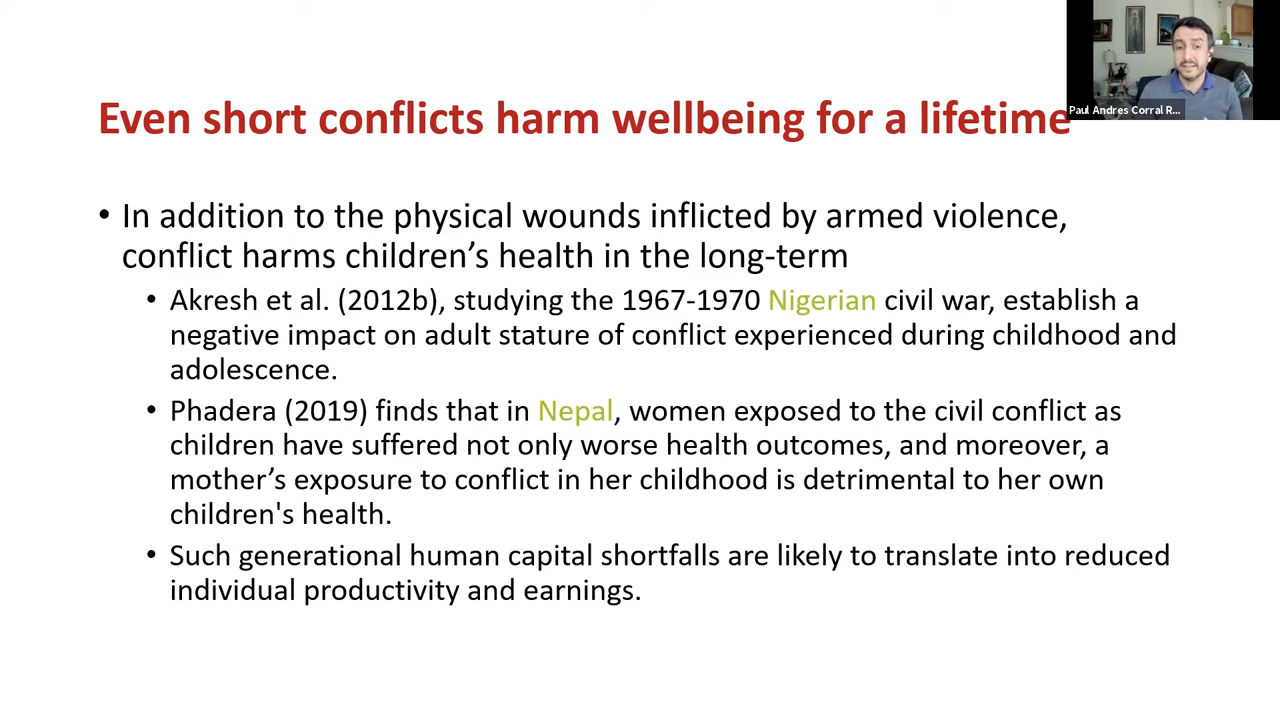 Paul Andres Corral R...
Even short conflicts harm wellbeing for a lifetime
• In addition to the physical wounds inflicted by armed violence,
conflict harms children’s health in the long-term
• Akresh et al. (2012b), studying the 1967-1970 Nigerian civil war, establish a
negative impact on adult stature of conflict experienced during childhood and
adolescence.
• Phadera (2019) finds that in Nepal, women exposed to the civil conflict as
children have suffered not only worse health outcomes, and moreover, a
mother’s exposure to conflict in her childhood is detrimental to her own
children's health.
• Such generational human capital shortfalls are likely to translate into reduced
individual productivity and earnings.